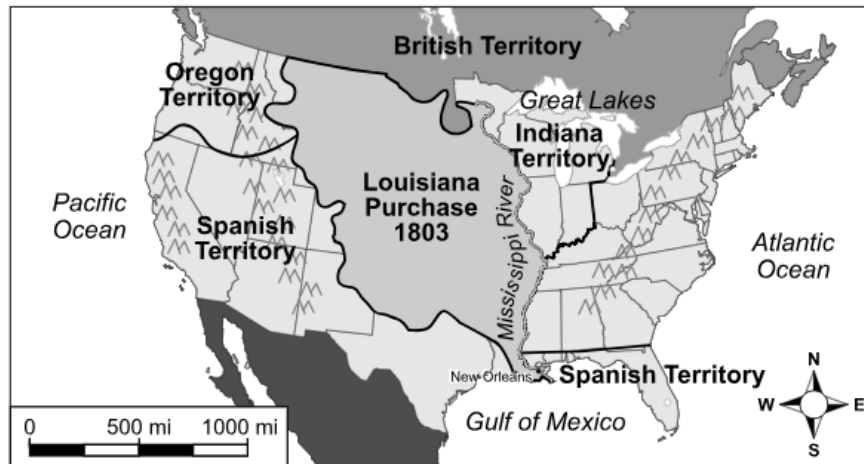 British Territory
Oregon
Territory
Great Lakes
Indiana
Territory
Pacific
Ocean
Louisiana
Purchase
1803
Spanish
Territory
Mississippi River
Atlantic
Ocean
New Orleans
Spanish Territory
Gulf of Mexico
N
W
E
S
0
500 mi
1000 mi